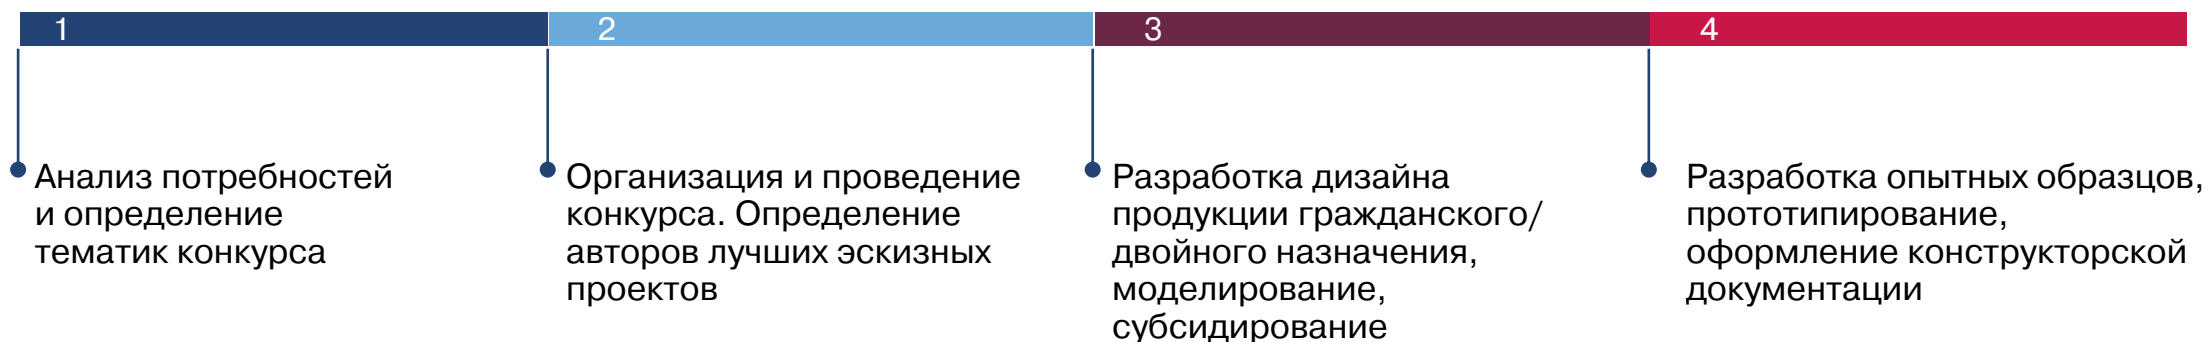 1
2
3
4
Анализ потребностей
и определение
тематик конкурса
Организация и проведение
конкурса. Определение
авторов лучших эскизных
проектов
Разработка дизайна
продукции гражданского/
двойного назначения,
моделирование,
субсидирование
Разработка опытных образцов,
прототипирование,
оформление конструкторской
документации